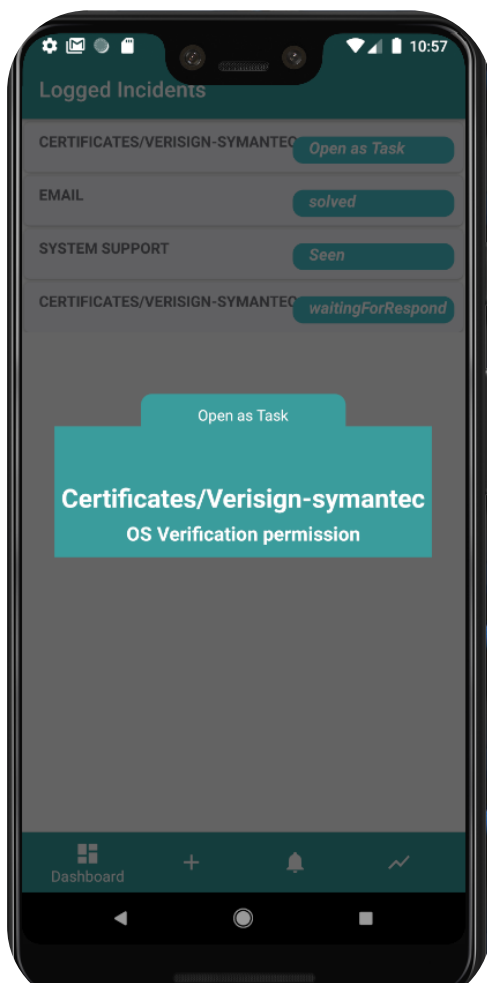 10:57
Logged Incidents
CERTIFICATES/VERISIGN-SYMANTEC
Open as Task
EMAIL
solved
SYSTEM SUPPORT
Seen
CERTIFICATES/VERISIGN-SYMANTEC
waitingForRespond
Open as Task
Certificates/Verisign-symantec
OS Verification permission
Dashboard